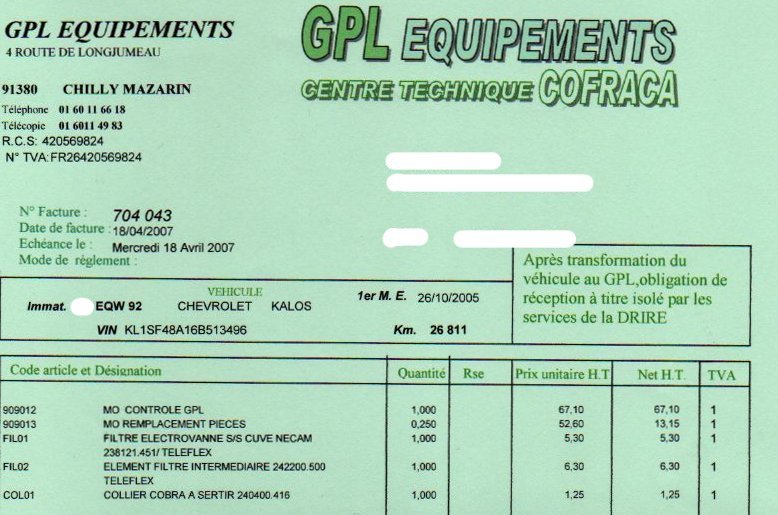 GPL EQUIPEMENTS
4 ROUTE DE LONGJUMEAU
91380 CHILLY MAZARIN
Téléphone 01 60 11 66 18
Télécopie 01 6011 49 83
R.C.S: 420569824
N° TVA:FR26420569824
GPL EQUIPEMENTS
CENTRE TECHNIQUE COFRACA
N° Facture : 704 043
Date de facture : 18/04/2007
Echéance le : Mercredi 18 Avril 2007
Mode de réglement :
Après transformation du
véhicule au GPL,obligation de
réception à titre isolé par les
services de la DRIRE
VEHICULE
Immat. EQW 92 CHEVROLET KALOS 1er M. E. 26/10/2005
VIN KL1SF48A16B513496 Km. 26 811
Code article et Désignation Quantité Rse Prix unitaire H.T Net H.T. TVA
909012 MO CONTROLE GPL 1,000 67,10 67,10 1
909013 MO REMPLACEMENT PIECES 0,250 52,60 13,15 1
FIL01 FILTRE ELECTROVANNE S/S CUVE NECAM 1,000 5,30 5,30 1
238121.451/ TELEFLEX
FIL02 ELEMENT FILTRE INTERMEDIAIRE 242200.500 1,000 6,30 6,30 1
TELEFLEX
COL01 COLLIER COBRA A SERTIR 240400.416 1,000 1,25 1,25 1